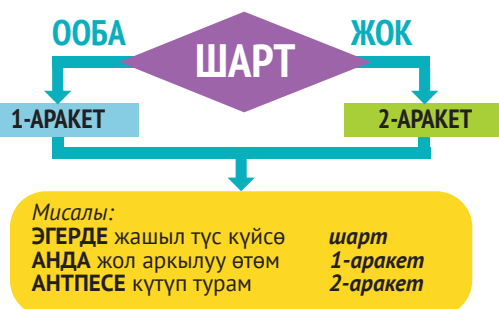 ООБА ШАРТ ЖОК
1-АРАКЕТ 2-АРАКЕТ
Мисалы:
ЭГЕРДЕ жашыл түс күйсө шарт
АНДА жол аркылуу өтөм 1-аракет
АНТПЕСЕ күтүп турам 2-аракет